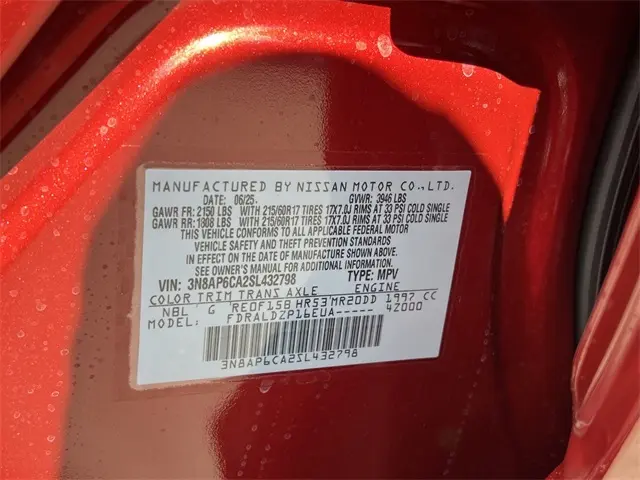 MANUFACTURED BY NISSAN MOTOR CO.,LTD.
DATE: 06/25. GVWR: 3946 LBS
GAWR FR: 2150 LBS WITH 215/60R17 TIRES 17X7.0J RIMS AT 33 PSI COLD SINGLE
GAWR RR: 1808 LBS WITH 215/60R17 TIRES 17X7.0J RIMS AT 33 PSI COLD SINGLE
THIS VEHICLE CONFORMS TO ALL APPLICABLE FEDERAL MOTOR
VEHICLE SAFETY AND THEFT PREVENTION STANDARDS
IN EFFECT ON THE DATE OF MANUFACTURE SHOWN ABOVE.
SEE OWNER'S MANUAL FOR ADDITIONAL INFORMATION.
VIN: 3N8AP6CA2SL432798 TYPE: MPV
COLOR TRIM TRANS AXLE ENGINE
NBL G RE0F15B HR53 MR20DD 1997 CC
MODEL: FDRALDZP16EUA----- 4Z000
3N8AP6CA2SL432798